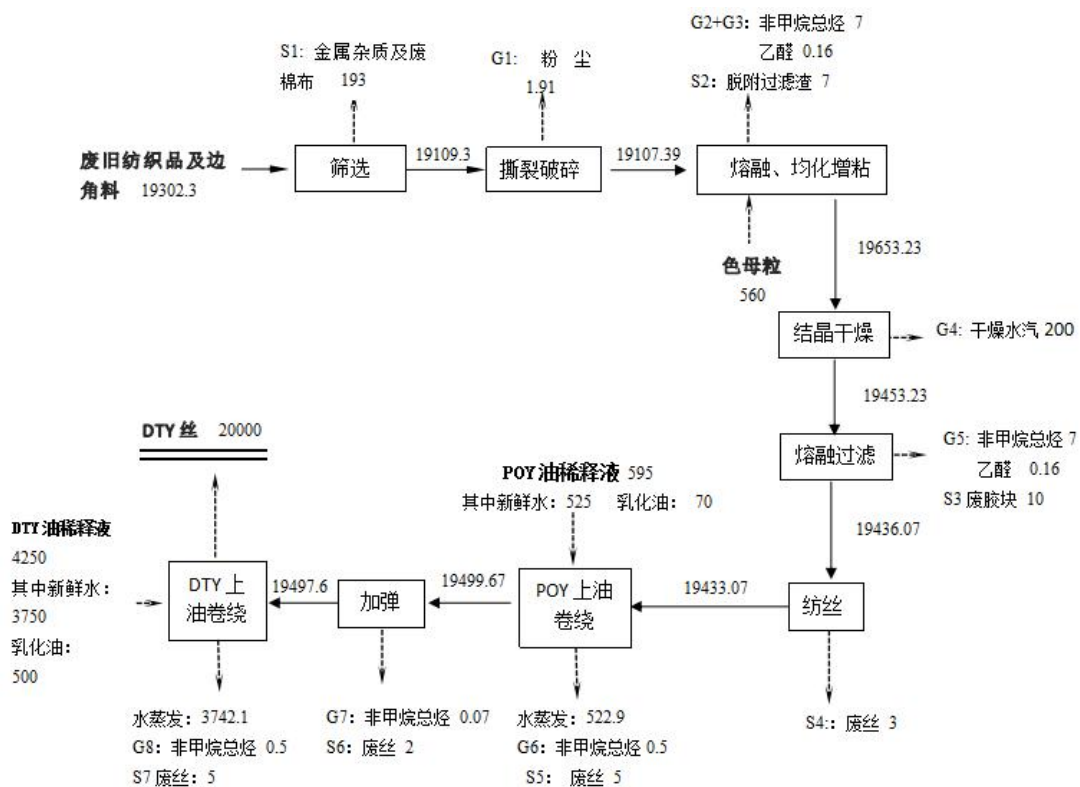 G2+G3: 非甲烷总烃 7
乙醛 0.16
S2: 脱附过滤渣 7
S1: 金属杂质及废
棉布 193
G1: 粉 尘
1.91
废旧纺织品及边
角料 19302.3
筛选
19109.3
撕裂破碎
19107.39
熔融、均化增粘
色母粒
560
19653.23
结晶干燥
G4: 干燥水汽 200
19453.23
熔融过滤
G5: 非甲烷总烃 7
乙醛 0.16
S3 废胶块 10
19436.07
纺丝
S4: 废丝 3
19433.07
POY 油稀释液 595
其中新鲜水: 525 乳化油: 70
POY 上油
卷绕
水蒸发: 522.9
G6: 非甲烷总烃 0.5
S5: 废丝 5
19499.67
加弹
G7: 非甲烷总烃 0.07
S6: 废丝 2
19497.6
DTY 上
油卷绕
DTY 油稀释液
4250
其中新鲜水:
3750
乳化油:
500
水蒸发: 3742.1
G8: 非甲烷总烃 0.5
S7 废丝: 5
DTY 丝 20000